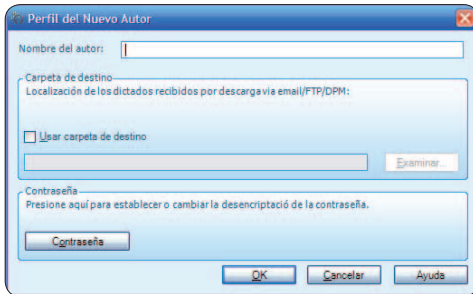 Perfil del Nuevo Autor
Nombre del autor:
Carpeta de destino
Localización de los dictados recibidos por descarga via email/FTP/DPM:
Usar carpeta de destino
Examinar...
Contraseña
Presione aquí para establecer o cambiar la desencriptació de la contraseña.
Contraseña
OK Cancelar Ayuda